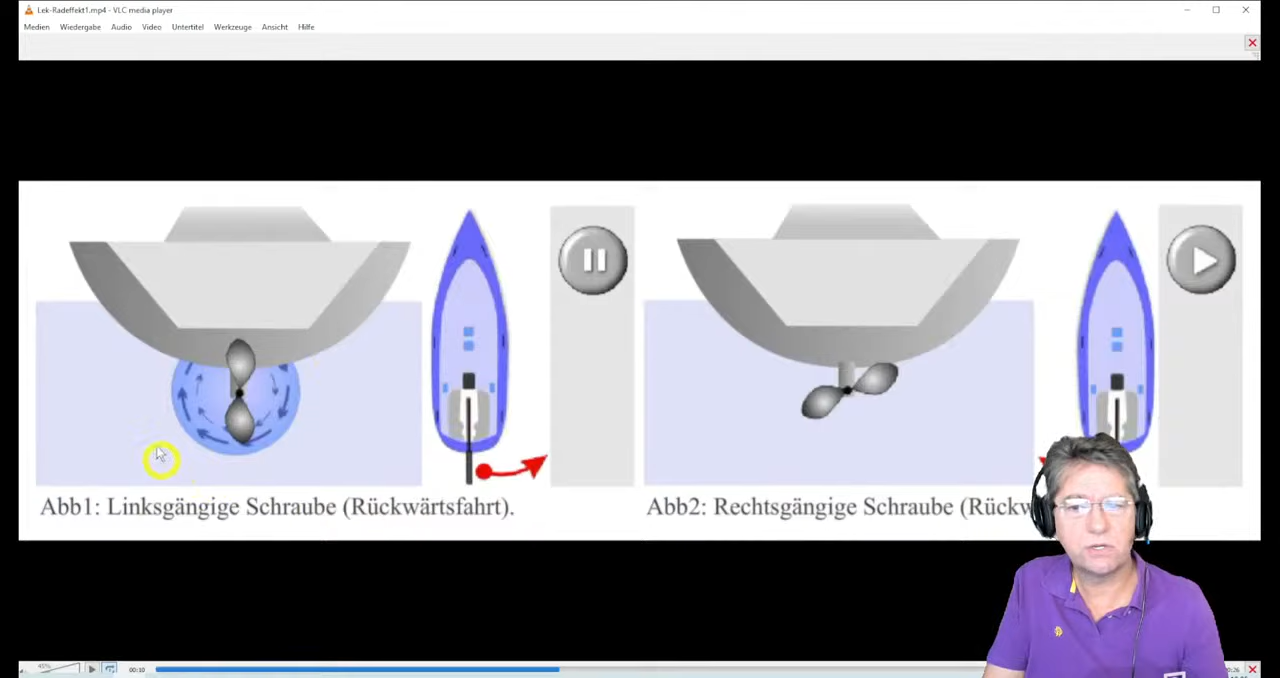 Lek-Radeffekt1.mp4 - VLC media player
Medien Wiedergabe Audio Video Untertitel Werkzeuge Ansicht Hilfe
Abb1: Linksgängige Schraube (Rückwärtsfahrt).
Abb2: Rechtsgängige Schraube (Rückw
45%
00:10